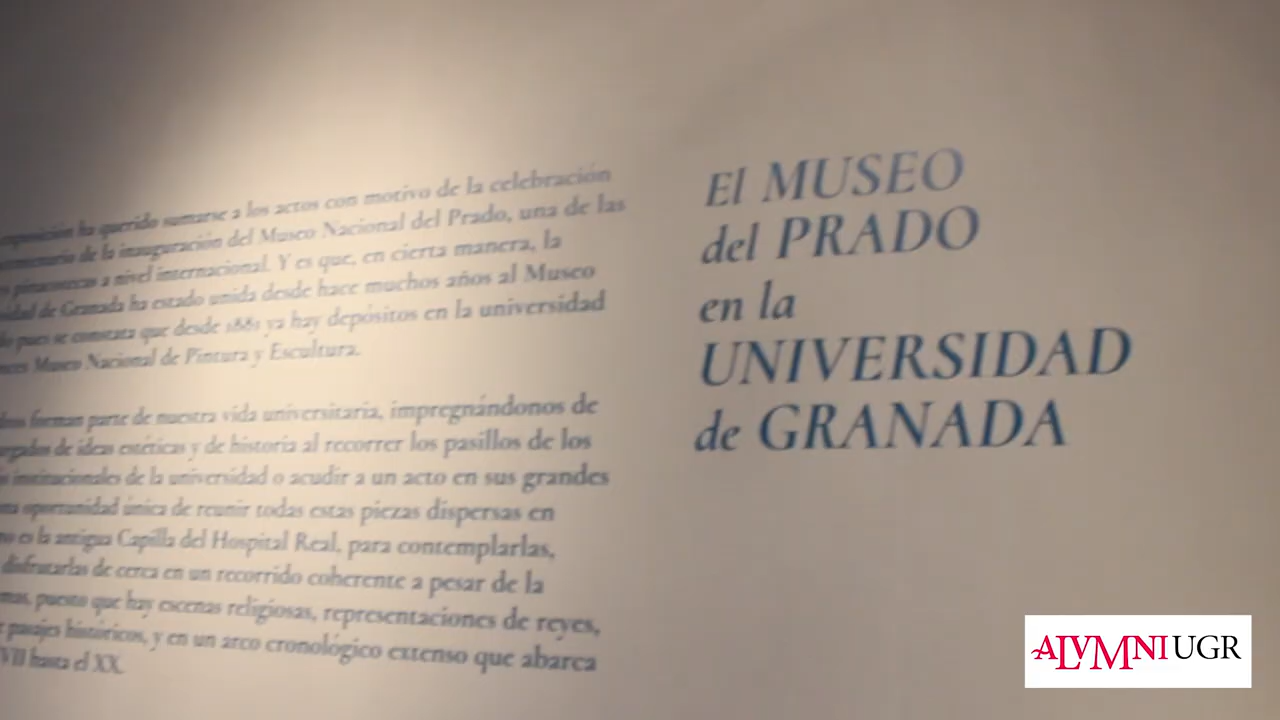 exposición ha querido sumarse a los actos con motivo de la celebración
de la inauguración del Museo Nacional del Prado, una de las
pinacotecas a nivel internacional. Y es que, en cierta manera, la
de Granada ha estado unida desde hace muchos años al Museo
pues se constata que desde 1881 ya hay depósitos en la universidad
Museo Nacional de Pintura y Escultura.
forman parte de nuestra vida universitaria, impregnándonos de
de ideas estéticas y de historia al recorrer los pasillos de los
institucionales de la universidad o acudir a un acto en sus grandes
oportunidad única de reunir todas estas piezas dispersas en
es la antigua Capilla del Hospital Real, para contemplarlas,
disfrutarlas de cerca en un recorrido coherente a pesar de la
puesto que hay escenas religiosas, representaciones de reyes,
pasajes históricos, y en un arco cronológico extenso que abarca
hasta el XX.
El MUSEO
del PRADO
en la
UNIVERSIDAD
de GRANADA
ALVMNI UGR